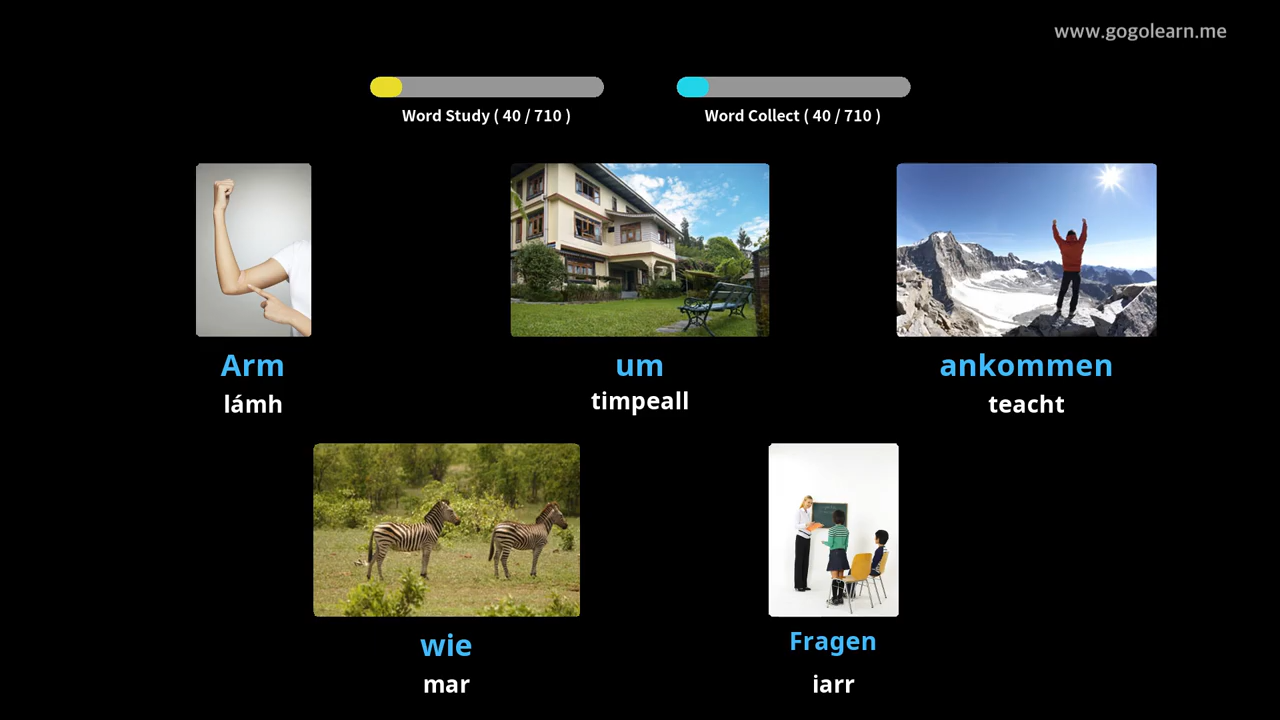 www.gogolearn.me
Word Study ( 40 / 710 )
Word Collect ( 40 / 710 )
Arm
lámh
um
timpeall
ankommen
teacht
wie
mar
Fragen
iarr